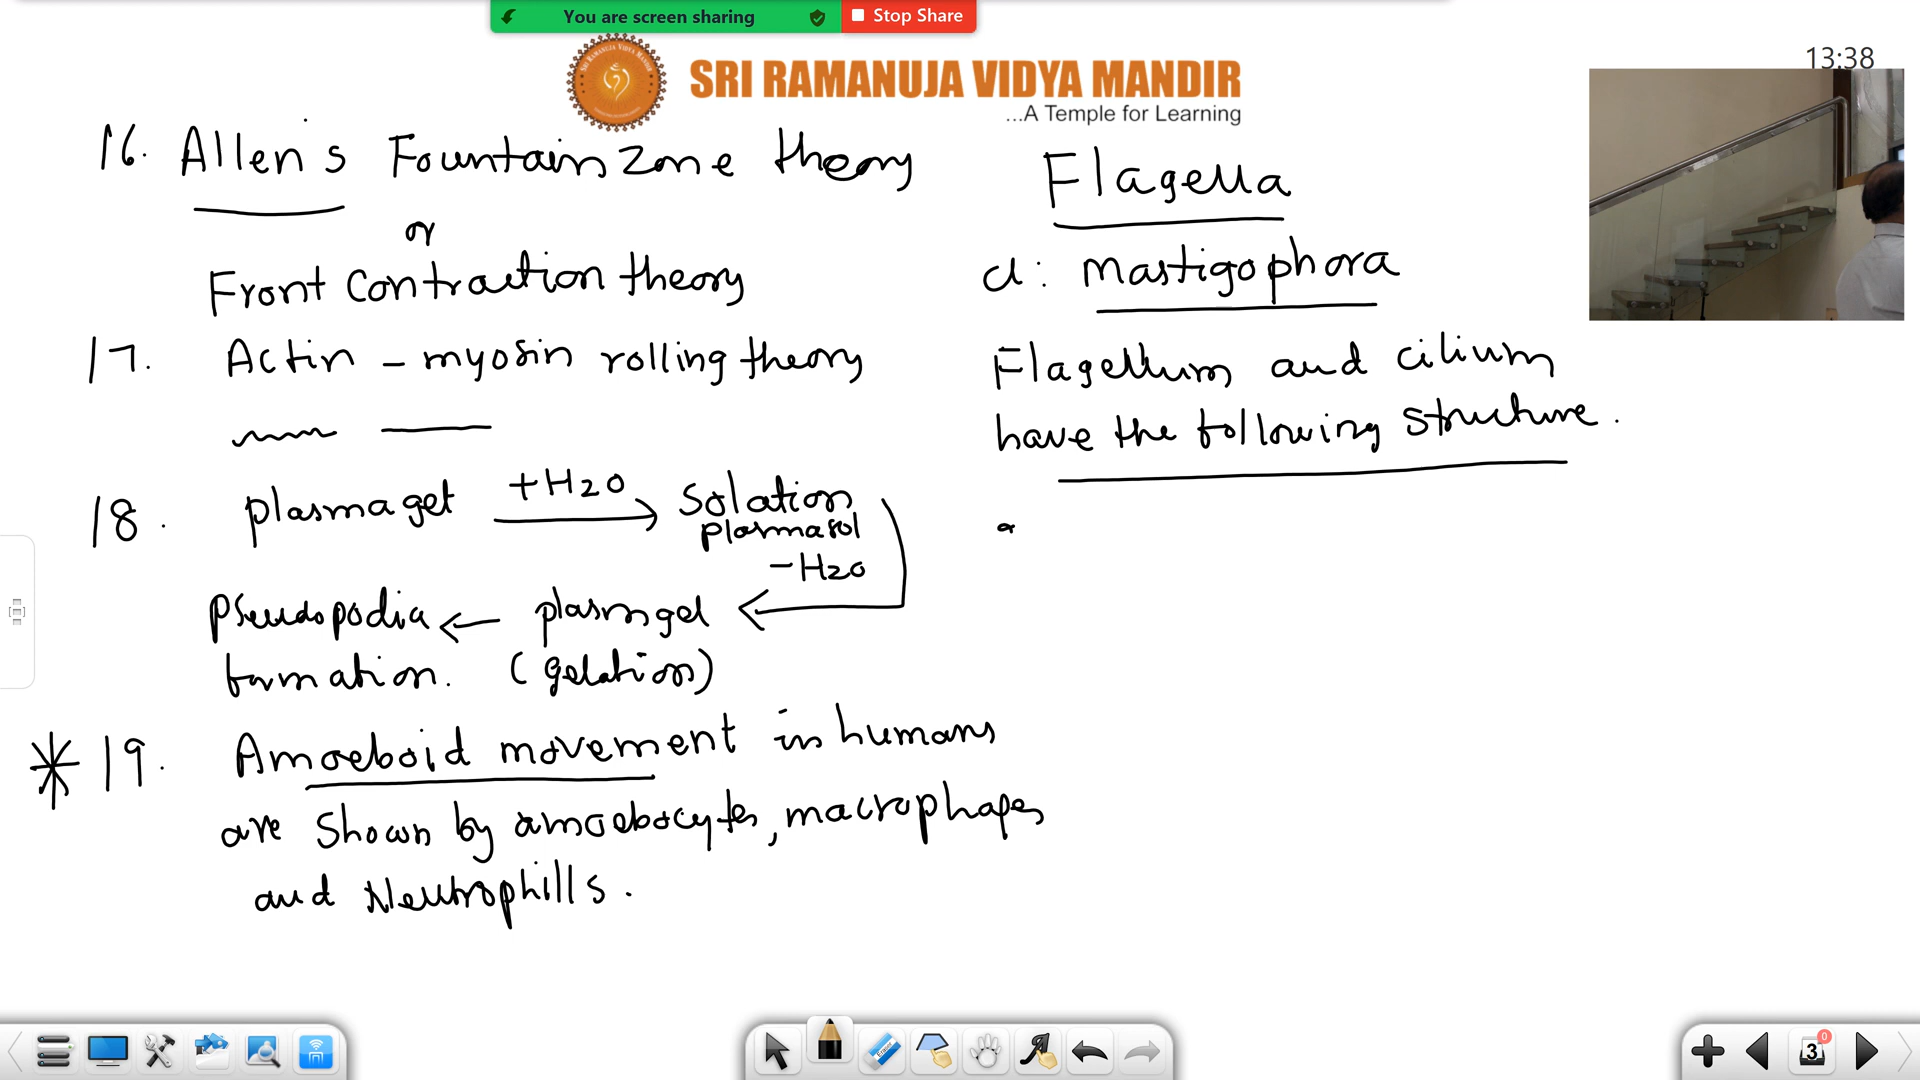 You are screen sharing
Stop Share
SRI RAMANUJA VIDYA MANDIR
...A Temple for Learning
13:38
16. Allen's Fountain zone theory
or
Front contraction theory
17. Actin - myosin rolling theory
18. plasmagel +H2O solation
plasmasol
-H2O
Pseudopodia plasmgel
formation. (gelation)
* 19. Amoeboid movement in humans
are shown by amoebocytes, macrophages
and Neutrophills.
Flagella
cl: mastigophora
Flagellum and cilium
have the following structure.
3
0